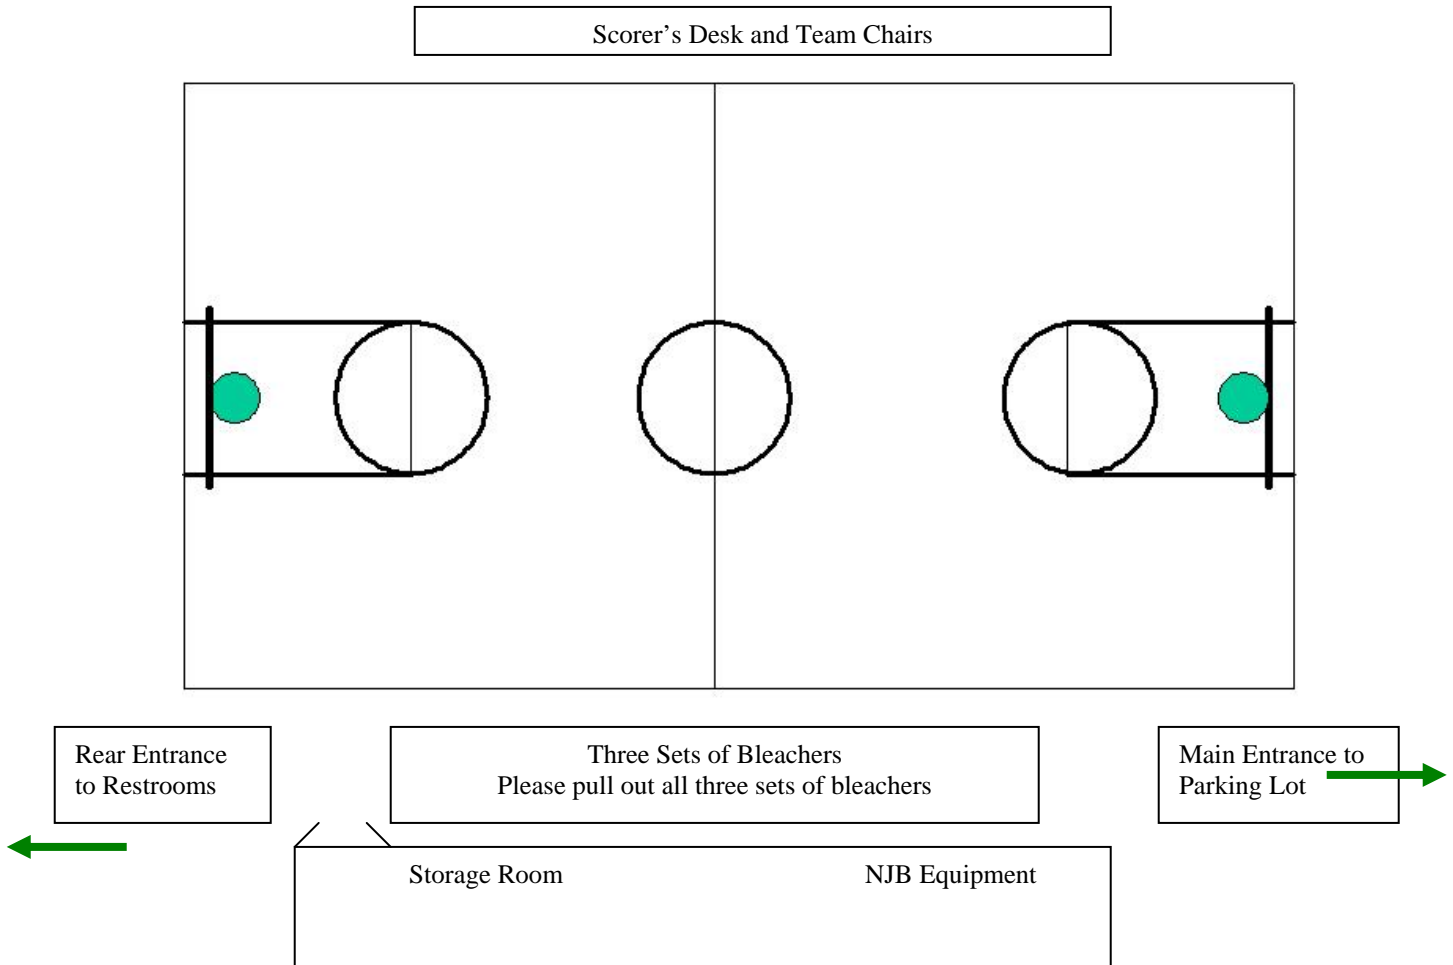 Scorer’s Desk and Team Chairs
Rear Entrance
to Restrooms
Three Sets of Bleachers
Please pull out all three sets of bleachers
Main Entrance to
Parking Lot
Storage Room
NJB Equipment